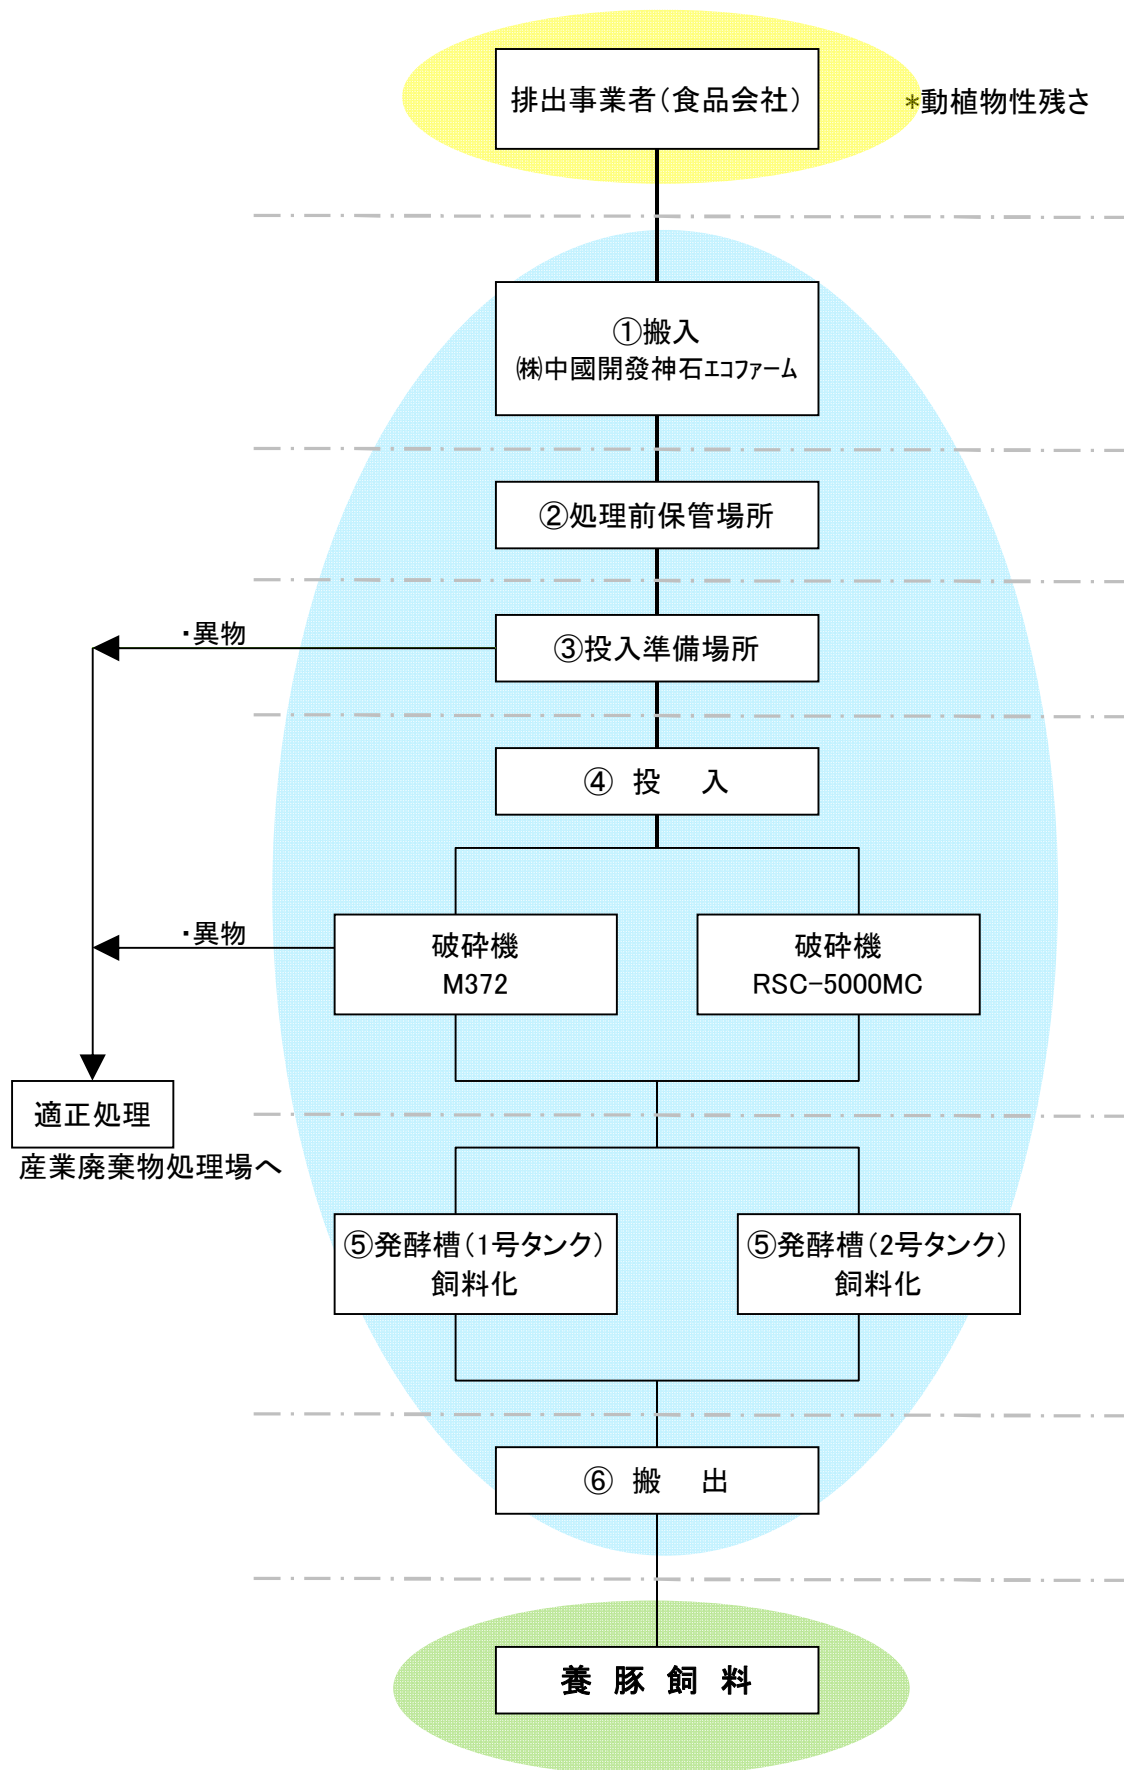 排出事業者（食品会社）
*動植物性残さ
①搬入
㈱中國開發神石ｴｺﾌｧｰﾑ
②処理前保管場所
・異物
③投入準備場所
④ 投 入
・異物
破砕機
M372
破砕機
RSC-5000MC
適正処理
産業廃棄物処理場へ
⑤発酵槽（1号タンク）
飼料化
⑤発酵槽（2号タンク）
飼料化
⑥ 搬 出
養 豚 飼 料